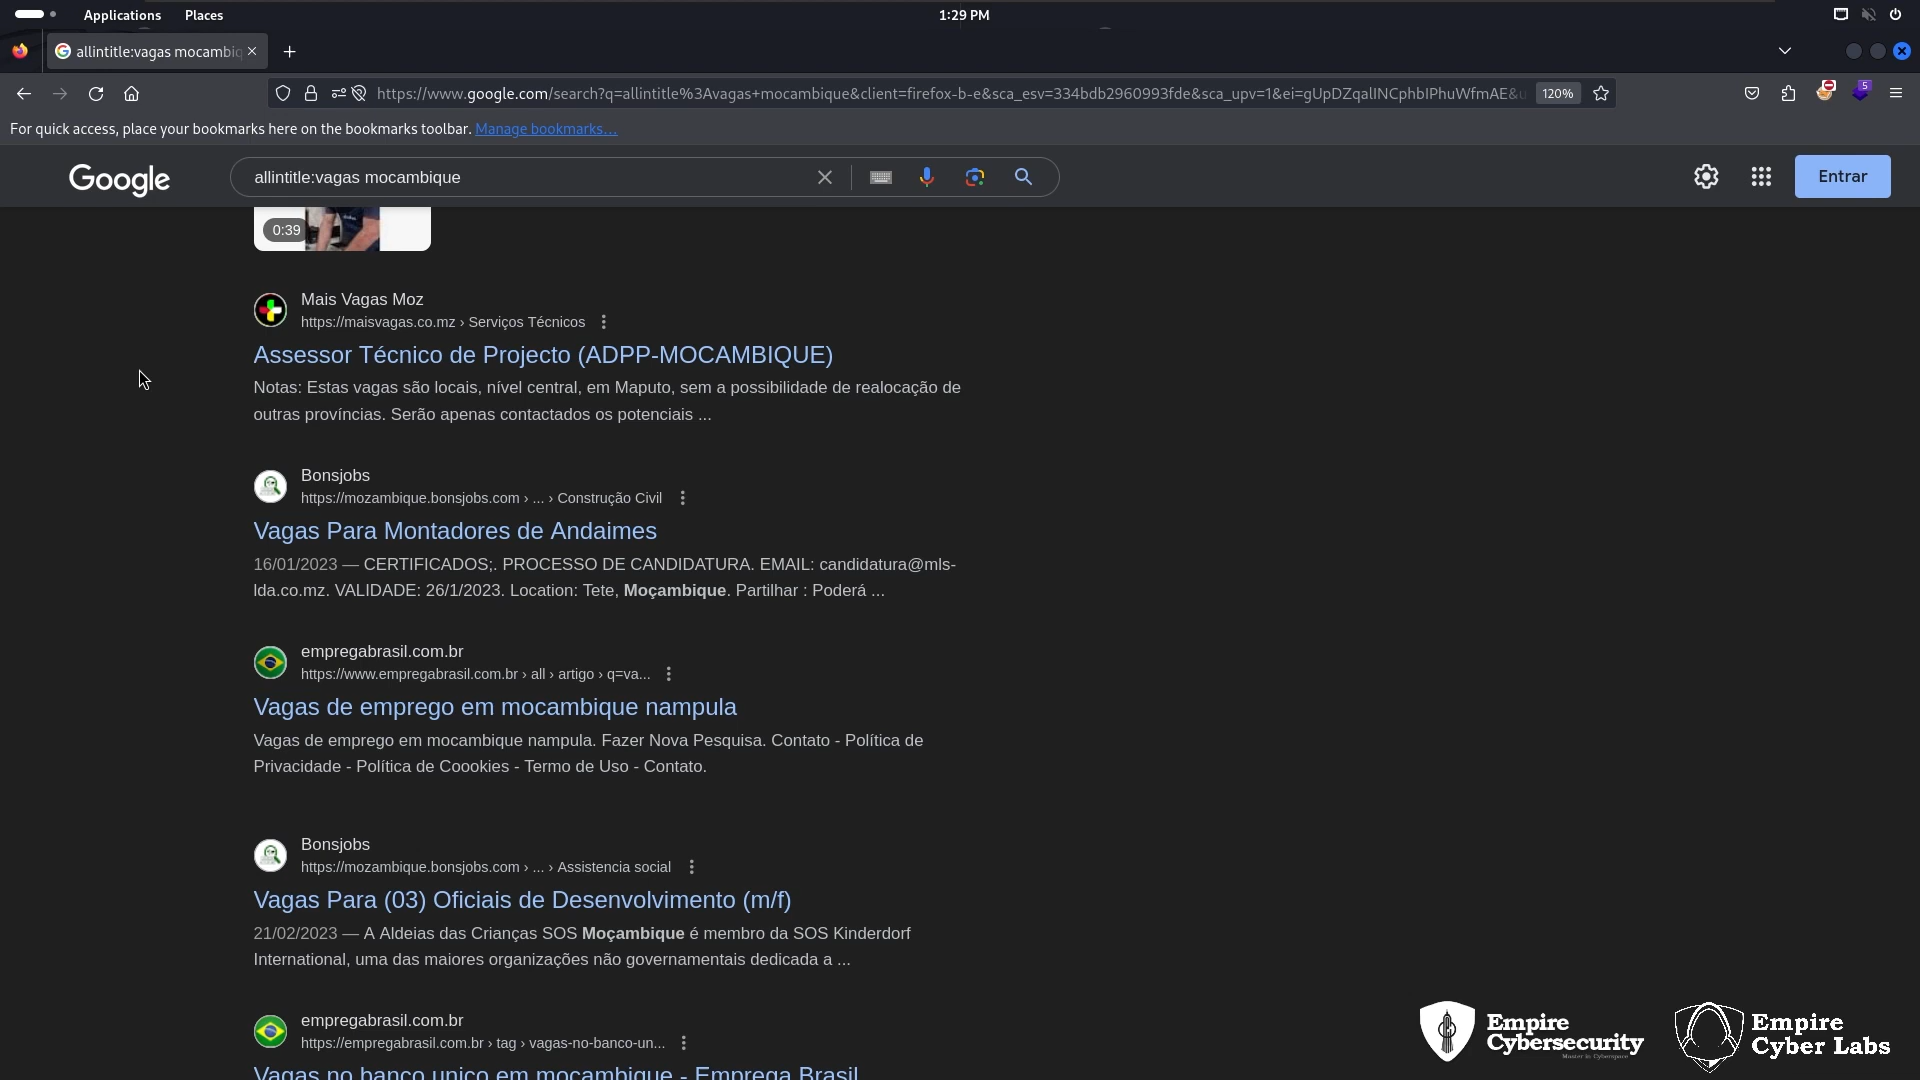 Applications Places 1:29 PM
allintitle:vagas mocambiq
https://www.google.com/search?q=allintitle%3Avagas+mocambique&client=firefox-b-e&sca_esv=334bdb2960993fde&sca_upv=1&ei=gUpDZqalINCphbIPhuWfmAE&u 120% 5
For quick access, place your bookmarks here on the bookmarks toolbar. Manage bookmarks...
Google allintitle:vagas mocambique Entrar
0:39
Mais Vagas Moz
https://maisvagas.co.mz › Serviços Técnicos
Assessor Técnico de Projecto (ADPP-MOCAMBIQUE)
Notas: Estas vagas são locais, nível central, em Maputo, sem a possibilidade de realocação de
outras províncias. Serão apenas contactados os potenciais ...
Bonsjobs
https://mozambique.bonsjobs.com › ... › Construção Civil
Vagas Para Montadores de Andaimes
16/01/2023 — CERTIFICADOS;. PROCESSO DE CANDIDATURA. EMAIL: candidatura@mls-
lda.co.mz. VALIDADE: 26/1/2023. Location: Tete, Moçambique. Partilhar : Poderá ...
empregabrasil.com.br
https://www.empregabrasil.com.br › all › artigo › q=va...
Vagas de emprego em mocambique nampula
Vagas de emprego em mocambique nampula. Fazer Nova Pesquisa. Contato - Política de
Privacidade - Política de Coookies - Termo de Uso - Contato.
Bonsjobs
https://mozambique.bonsjobs.com › ... › Assistencia social
Vagas Para (03) Oficiais de Desenvolvimento (m/f)
21/02/2023 — A Aldeias das Crianças SOS Moçambique é membro da SOS Kinderdorf
International, uma das maiores organizações não governamentais dedicada a ...
empregabrasil.com.br
https://empregabrasil.com.br › tag › vagas-no-banco-un...
Vagas no banco unico em mocambique - Emprega Brasil
Empire
Cybersecurity
Master in Cyberspace
Empire
Cyber Labs